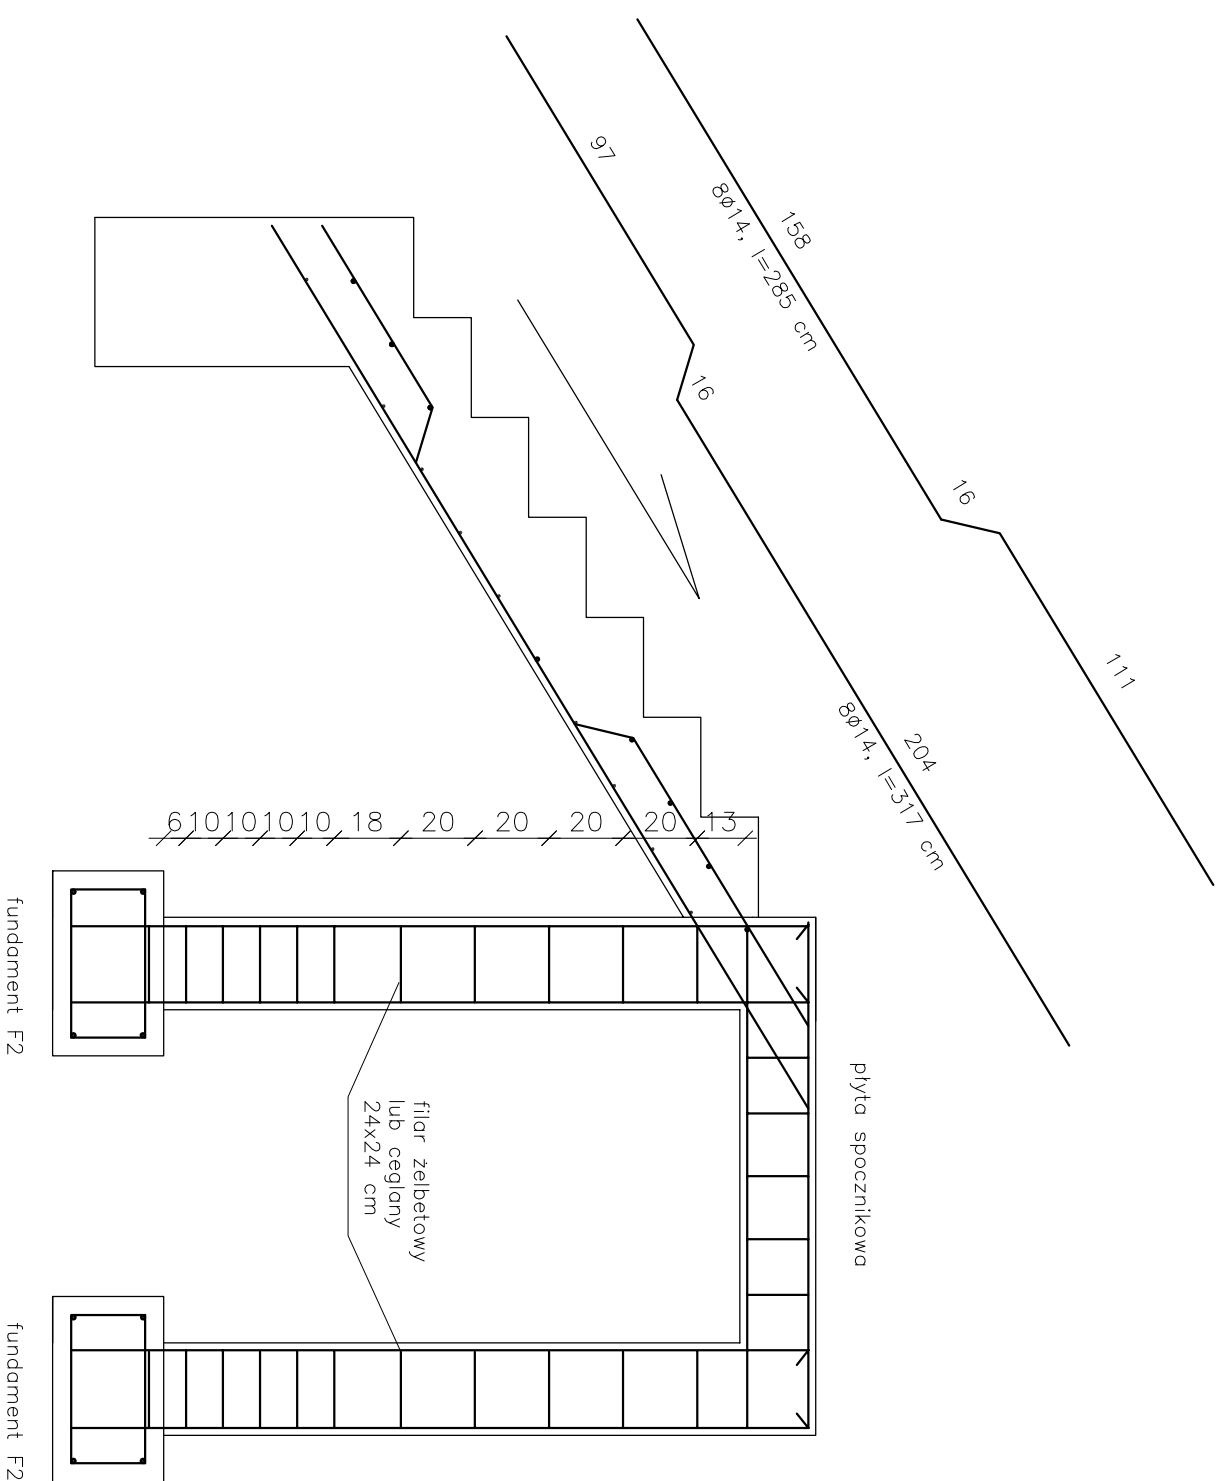 97
158
8ø14, l=285 cm
16
16
111
204
8ø14, l=317 cm
6 10 10 10 10 18 20 20 20 20 13
płyta spocznikowa
filar żelbetowy
lub ceglany
24x24 cm
fundament F2
fundament F2